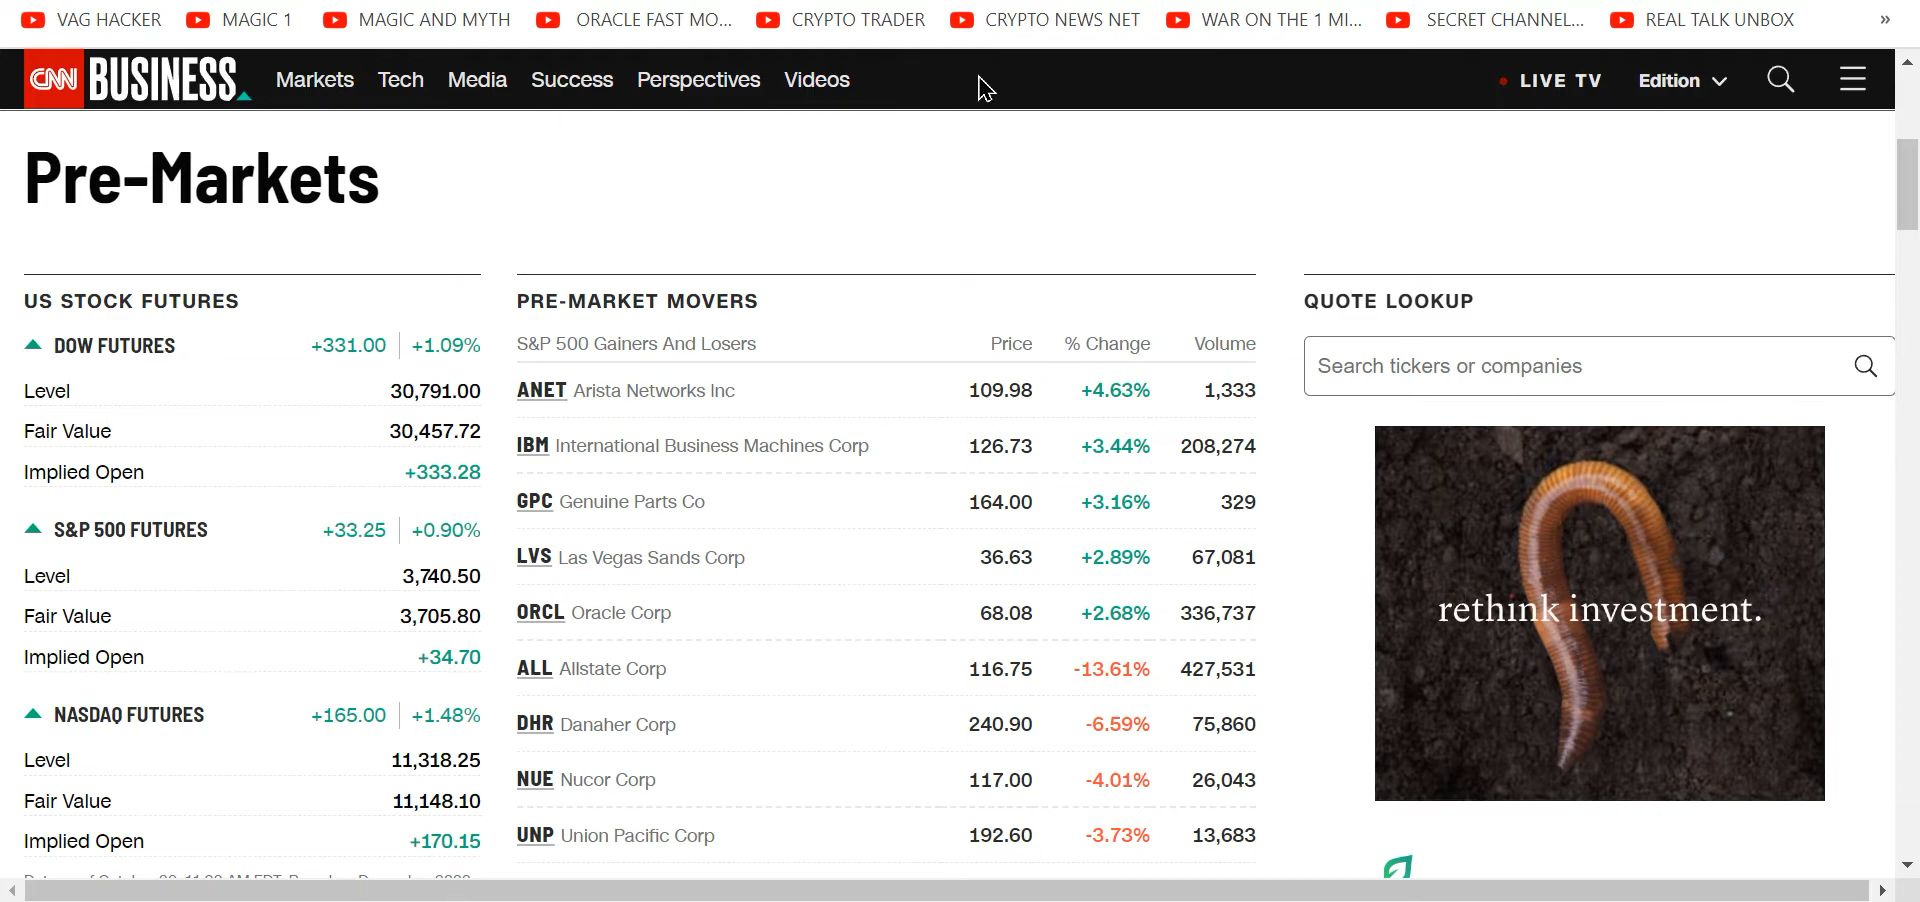 VAG HACKER MAGIC 1 MAGIC AND MYTH ORACLE FAST MO... CRYPTO TRADER CRYPTO NEWS NET WAR ON THE 1 MI... SECRET CHANNEL... REAL TALK UNBOX »
CNN BUSINESS Markets Tech Media Success Perspectives Videos LIVE TV Edition
Pre-Markets
US STOCK FUTURES
DOW FUTURES +331.00 +1.09%
Level 30,791.00
Fair Value 30,457.72
Implied Open +333.28
S&P 500 FUTURES +33.25 +0.90%
Level 3,740.50
Fair Value 3,705.80
Implied Open +34.70
NASDAQ FUTURES +165.00 +1.48%
Level 11,318.25
Fair Value 11,148.10
Implied Open +170.15
PRE-MARKET MOVERS
S&P 500 Gainers And Losers Price % Change Volume
ANET Arista Networks Inc 109.98 +4.63% 1,333
IBM International Business Machines Corp 126.73 +3.44% 208,274
GPC Genuine Parts Co 164.00 +3.16% 329
LVS Las Vegas Sands Corp 36.63 +2.89% 67,081
ORCL Oracle Corp 68.08 +2.68% 336,737
ALL Allstate Corp 116.75 -13.61% 427,531
DHR Danaher Corp 240.90 -6.59% 75,860
NUE Nucor Corp 117.00 -4.01% 26,043
UNP Union Pacific Corp 192.60 -3.73% 13,683
QUOTE LOOKUP
Search tickers or companies
rethink investment.